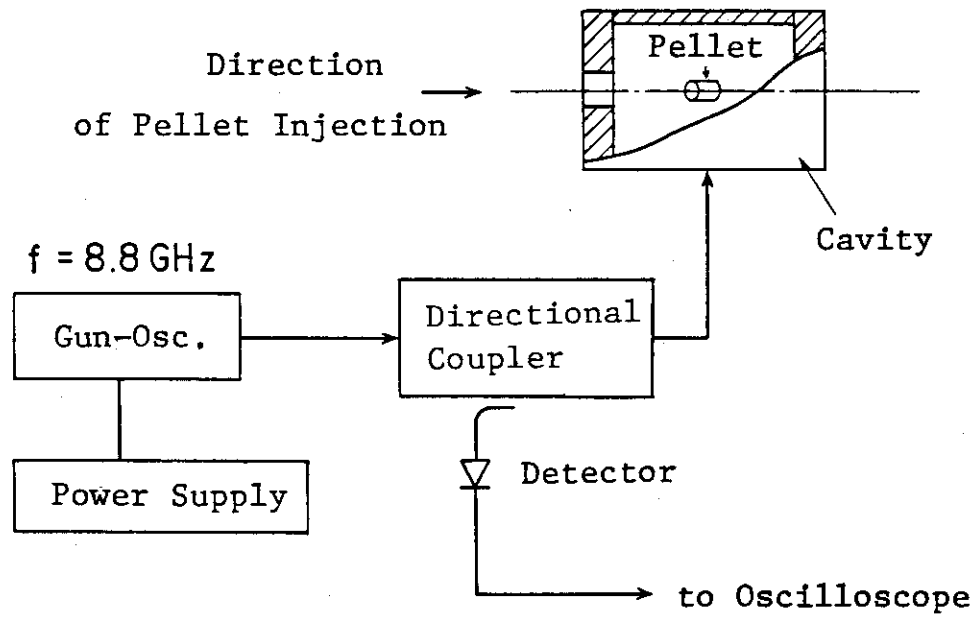 Pellet
Direction
of Pellet Injection
Cavity
f = 8.8 GHz
Gun-Osc.
Directional
Coupler
Power Supply
Detector
to Oscilloscope